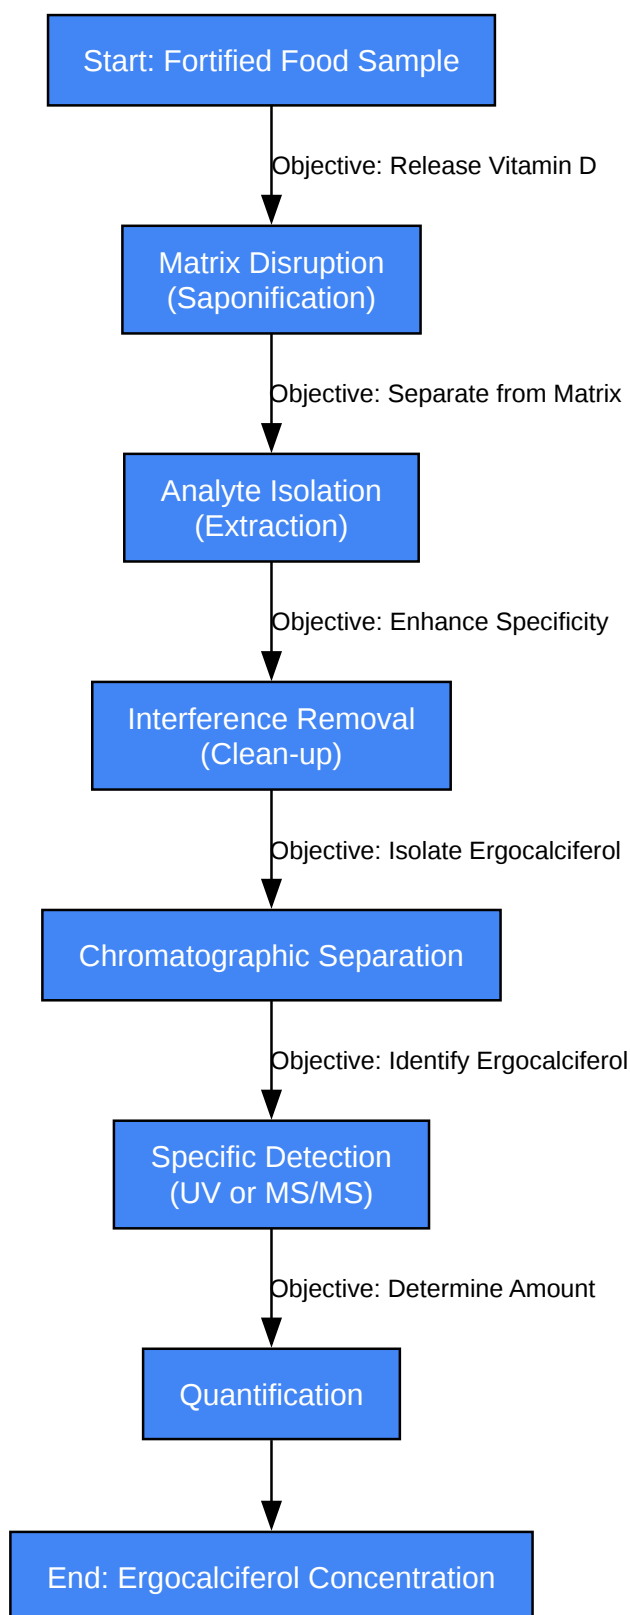 Start: Fortified Food Sample
Objective: Release Vitamin D
Matrix Disruption
(Saponification)
Objective: Separate from Matrix
Analyte Isolation
(Extraction)
Objective: Enhance Specificity
Interference Removal
(Clean-up)
Objective: Isolate Ergocalciferol
Chromatographic Separation
Objective: Identify Ergocalciferol
Specific Detection
(UV or MS/MS)
Objective: Determine Amount
Quantification
End: Ergocalciferol Concentration